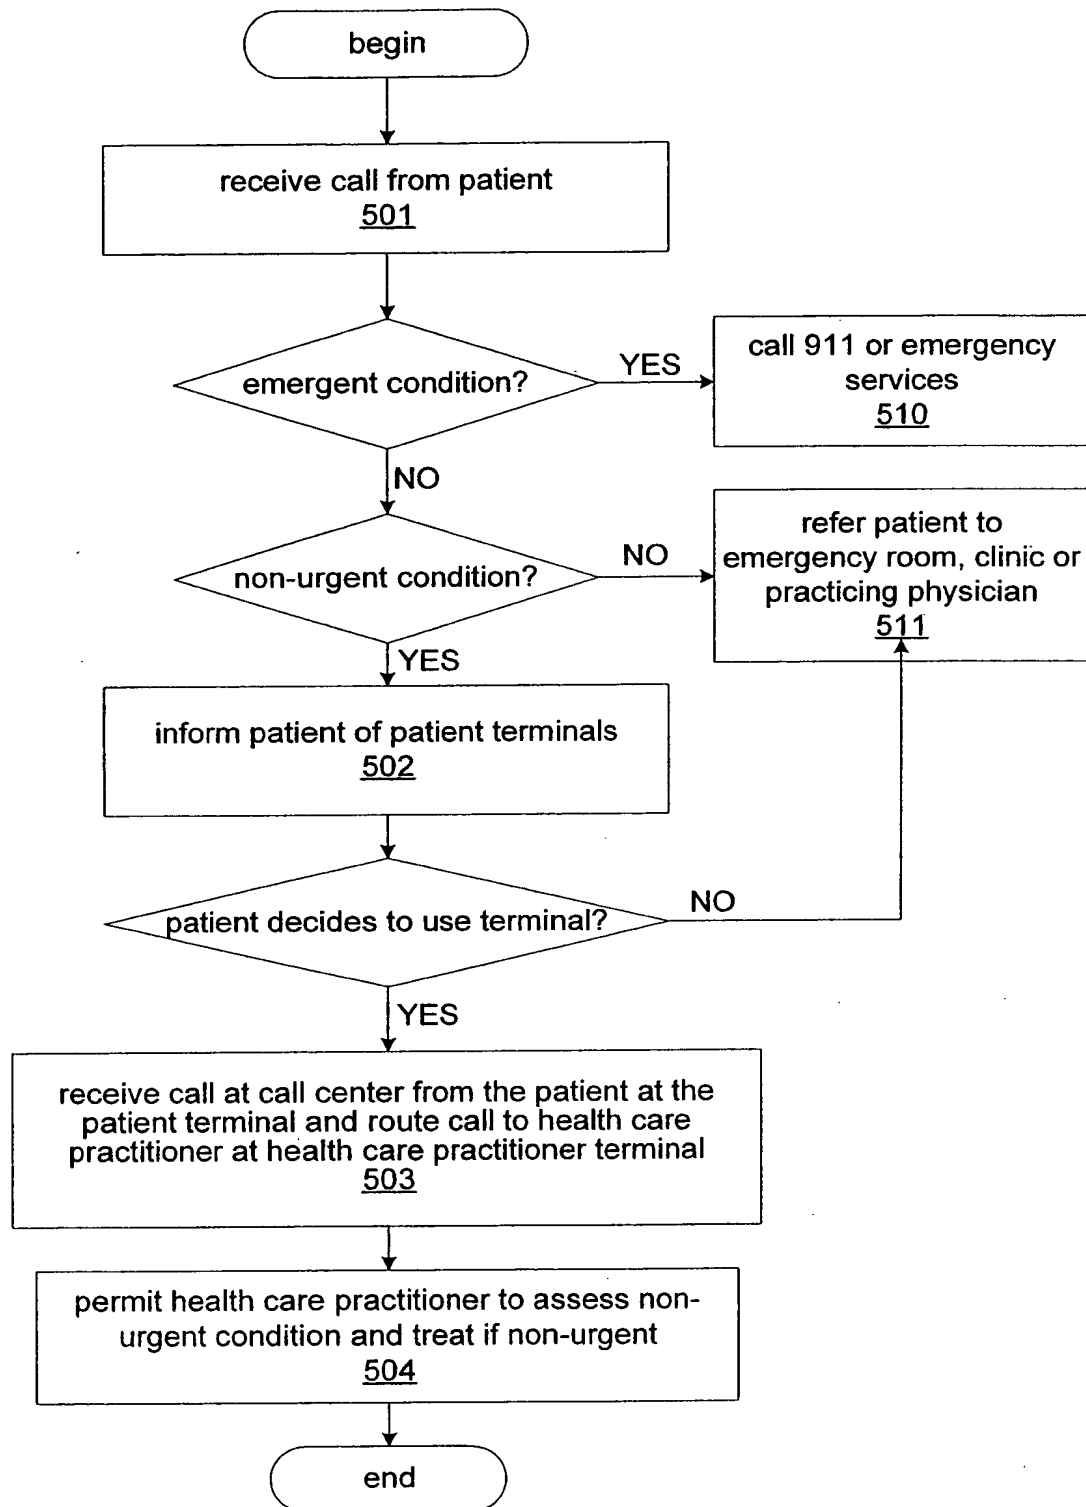 begin
receive call from patient
501
emergent condition?
YES
call 911 or emergency
services
510
NO
non-urgent condition?
NO
refer patient to
emergency room, clinic or
practicing physician
511
YES
inform patient of patient terminals
502
patient decides to use terminal?
NO
YES
receive call at call center from the patient at the
patient terminal and route call to health care
practitioner at health care practitioner terminal
503
permit health care practitioner to assess non-
urgent condition and treat if non-urgent
504
end